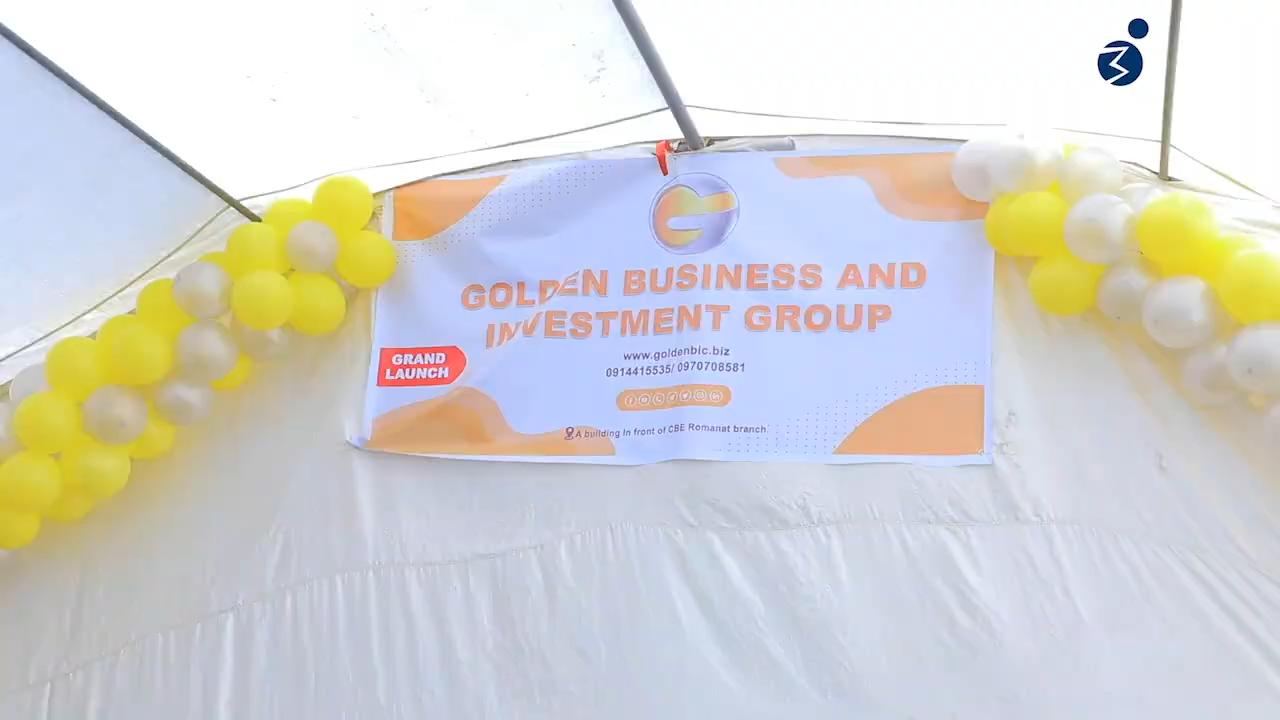 GOLDEN BUSINESS AND
INVESTMENT GROUP
GRAND
LAUNCH
www.goldenbic.biz
0914415535/ 0970708581
A building In front of CBE Romanat branch